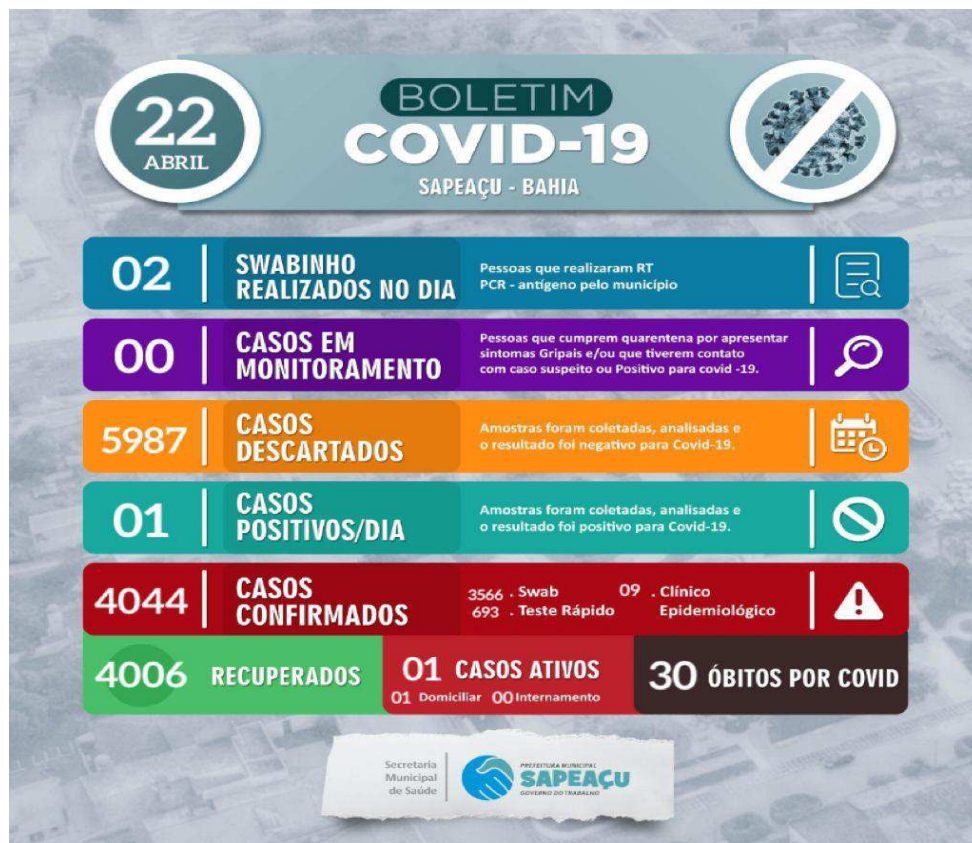 22
ABRIL
BOLETIM
COVID-19
SAPEAÇU - BAHIA
02
SWABINHO
REALIZADOS NO DIA
Pessoas que realizaram RT
PCR - antígeno pelo município
00
CASOS EM
MONITORAMENTO
Pessoas que cumprem quarentena por apresentar
sintomas Gripais e/ou que tiverem contato
com caso suspeito ou Positivo para covid -19.
5987
CASOS
DESCARTADOS
Amostras foram coletadas, analisadas e
o resultado foi negativo para Covid-19.
01
CASOS
POSITIVOS/DIA
Amostras foram coletadas, analisadas e
o resultado foi positivo para Covid-19.
4044
CASOS
CONFIRMADOS
3566 . Swab
693 . Teste Rápido
09 . Clínico
Epidemiológico
4006 RECUPERADOS
01 CASOS ATIVOS
01 Domiciliar 00 Internamento
30 ÓBITOS POR COVID
Secretaria
Municipal
de Saúde
PREFEITURA MUNICIPAL
SAPEAÇU
GOVERNO DO TRABALHO